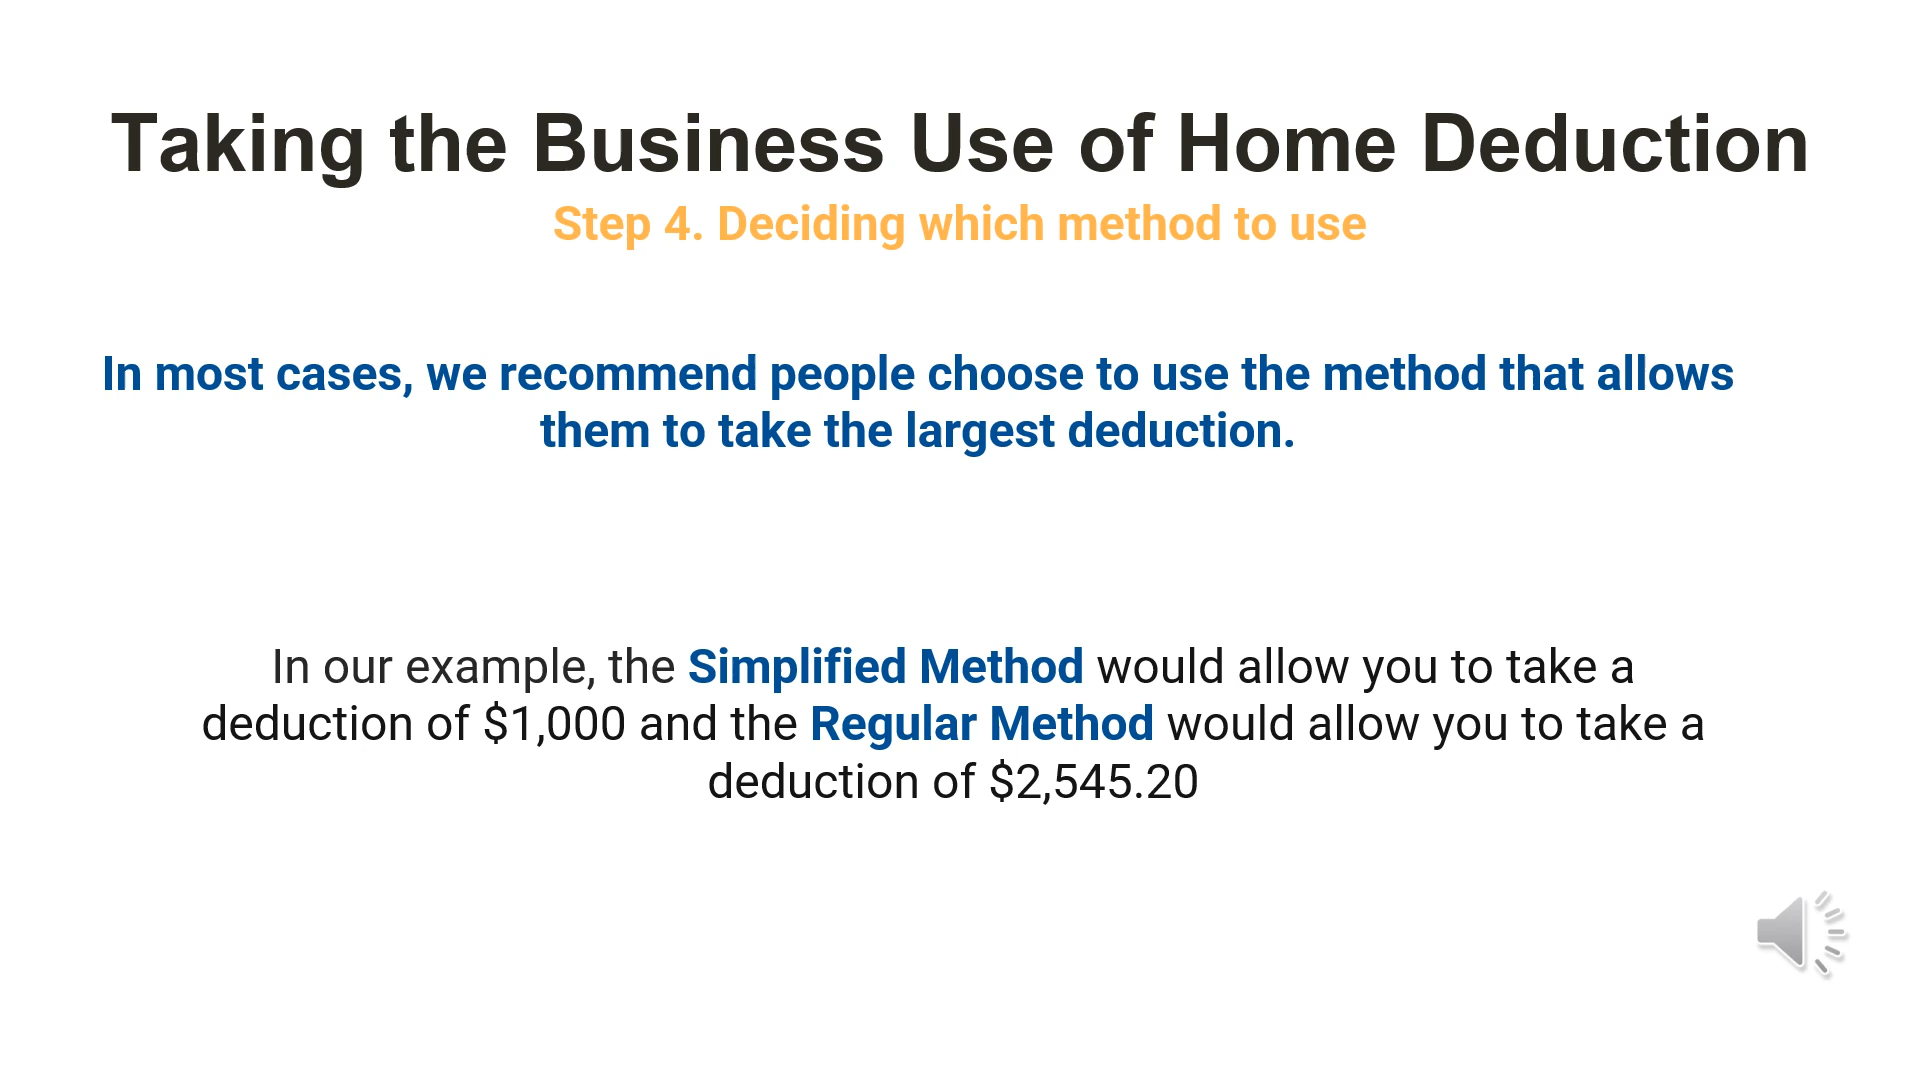 Taking the Business Use of Home Deduction
Step 4. Deciding which method to use
In most cases, we recommend people choose to use the method that allows
them to take the largest deduction.
In our example, the Simplified Method would allow you to take a
deduction of $1,000 and the Regular Method would allow you to take a
deduction of $2,545.20